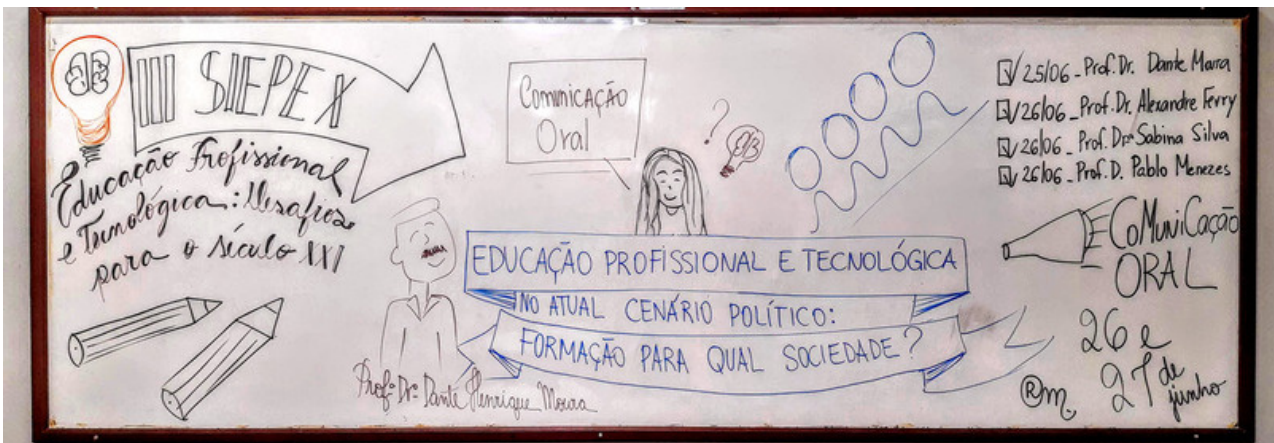 III SIEPEX
Educação Profissional
e Tecnológica: Desafios
para o século XXI
Comunicação
Oral
?
EDUCAÇÃO PROFISSIONAL E TECNOLÓGICA
NO ATUAL CENÁRIO POLÍTICO:
FORMAÇÃO PARA QUAL SOCIEDADE?
Profº Drº Dante Henrique Moura
25/06 - Prof. Dr. Dante Moura
26/06 - Prof. Dr. Alexandre Ferry
26/06 - Prof. Drª Sabina Silva
26/06 - Prof. D. Pablo Menezes
CoMuniCação
ORAL
26 e
27 de
junho